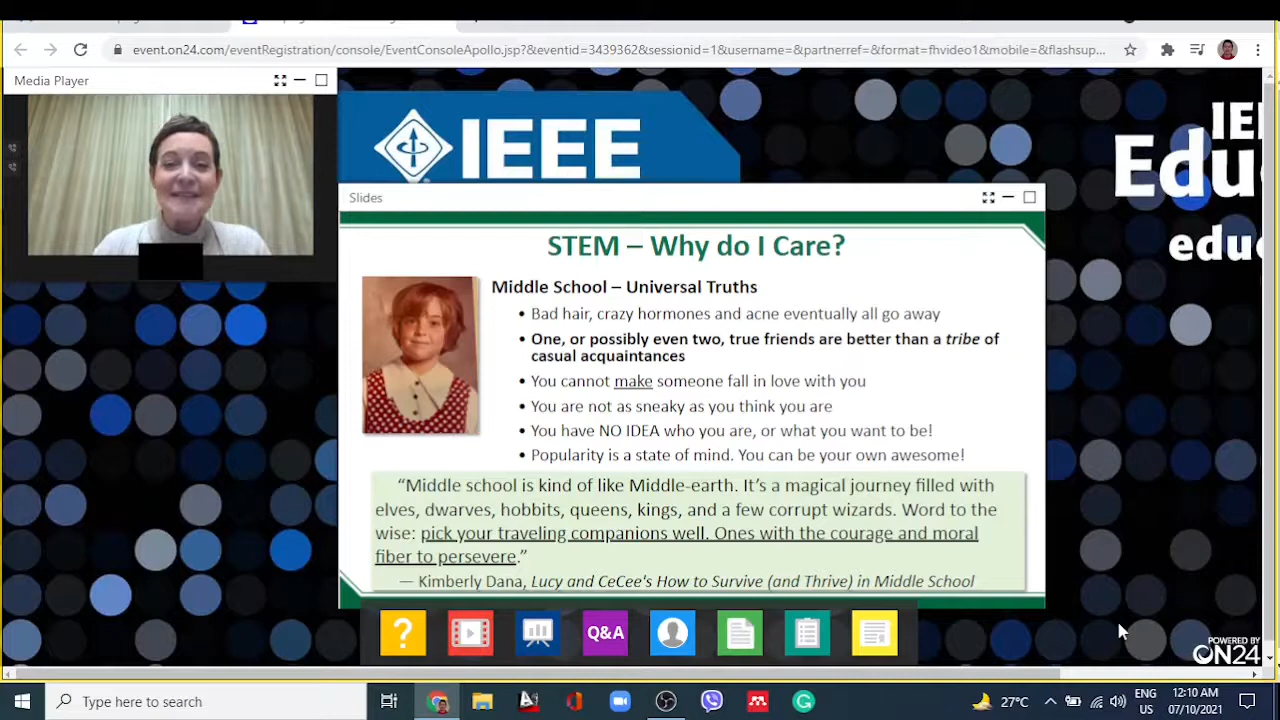 event.on24.com/eventRegistration/console/EventConsoleApollo.jsp?&eventid=3439362&sessionid=1&username=&partnerref=&format=fhvideo1&mobile=&flashsup...
Media Player
IEEE
Slides
STEM – Why do I Care?
Middle School – Universal Truths
• Bad hair, crazy hormones and acne eventually all go away
• One, or possibly even two, true friends are better than a tribe of
casual acquaintances
• You cannot make someone fall in love with you
• You are not as sneaky as you think you are
• You have NO IDEA who you are, or what you want to be!
• Popularity is a state of mind. You can be your own awesome!
“Middle school is kind of like Middle-earth. It’s a magical journey filled with
elves, dwarves, hobbits, queens, kings, and a few corrupt wizards. Word to the
wise: pick your traveling companions well. Ones with the courage and moral
fiber to persevere.”
— Kimberly Dana, Lucy and CeCee's How to Survive (and Thrive) in Middle School
?
Q&A
POWERED BY
ON24
Type here to search
27°C
ENG
US
12:10 AM
07/10/2021